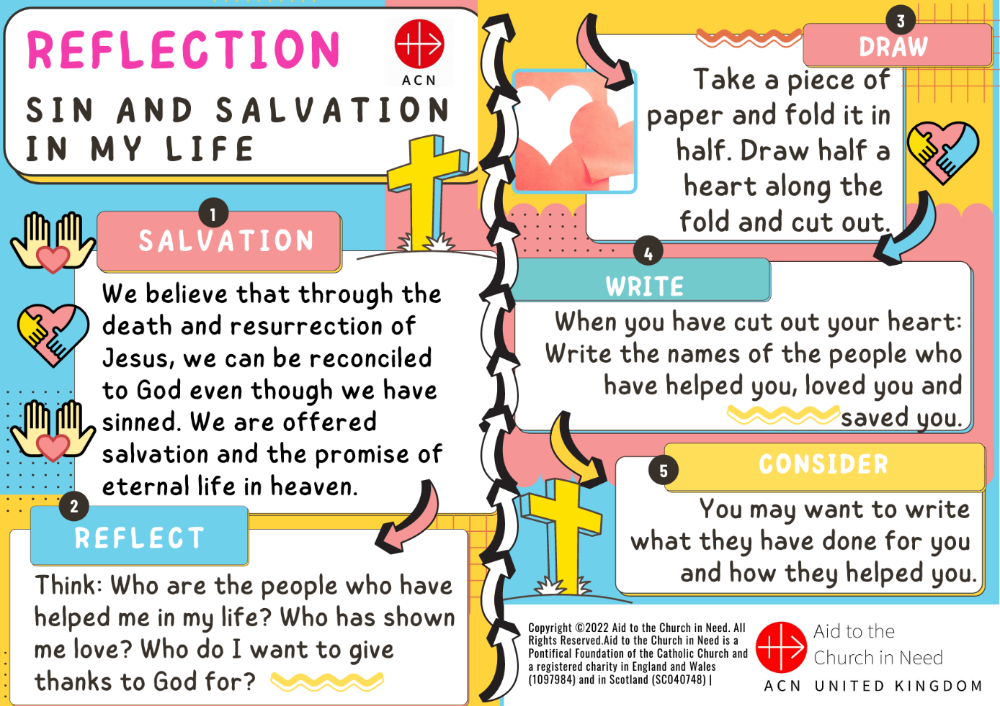 REFLECTION
ACN
SIN AND SALVATION
IN MY LIFE
1
SALVATION
We believe that through the
death and resurrection of
Jesus, we can be reconciled
to God even though we have
sinned. We are offered
salvation and the promise of
eternal life in heaven.
2
REFLECT
Think: Who are the people who have
helped me in my life? Who has shown
me love? Who do I want to give
thanks to God for?
3
DRAW
Take a piece of
paper and fold it in
half. Draw half a
heart along the
fold and cut out.
4
WRITE
When you have cut out your heart:
Write the names of the people who
have helped you, loved you and
saved you.
5
CONSIDER
You may want to write
what they have done for you
and how they helped you.
Copyright ©2022 Aid to the Church in Need. All
Rights Reserved.Aid to the Church in Need is a
Pontifical Foundation of the Catholic Church and
a registered charity in England and Wales
(1097984) and in Scotland (SC040748) |
Aid to the
Church in Need
ACN UNITED KINGDOM